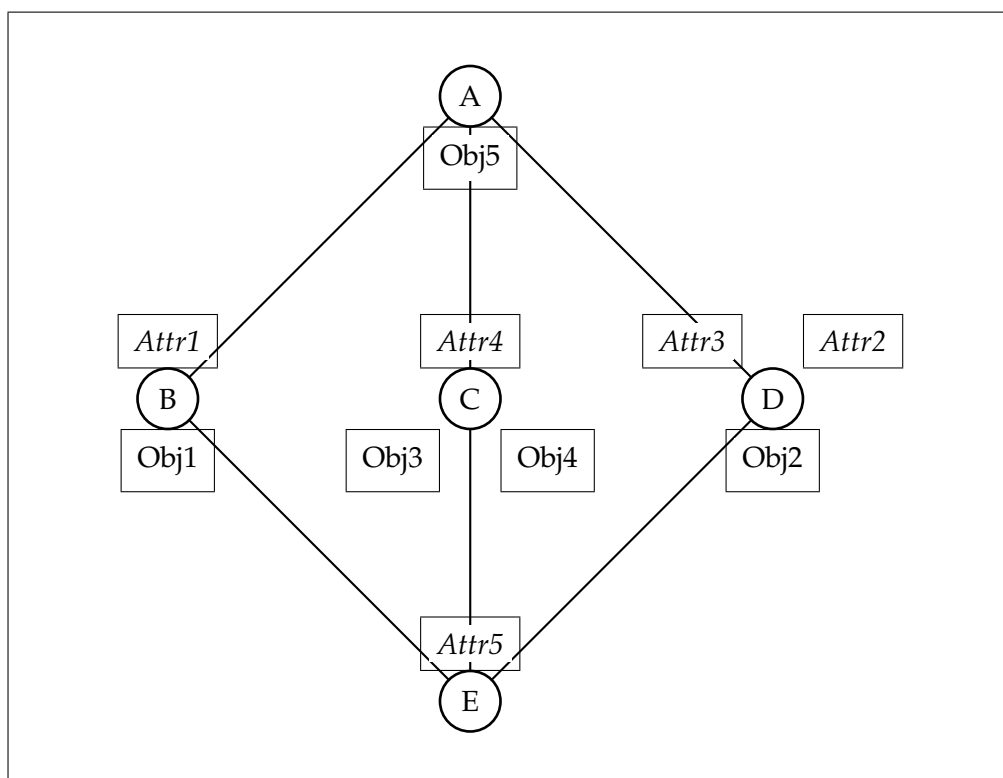 A
Obj5
Attr1
Attr4
Attr3
Attr2
B
C
D
Obj1
Obj3
Obj4
Obj2
Attr5
E